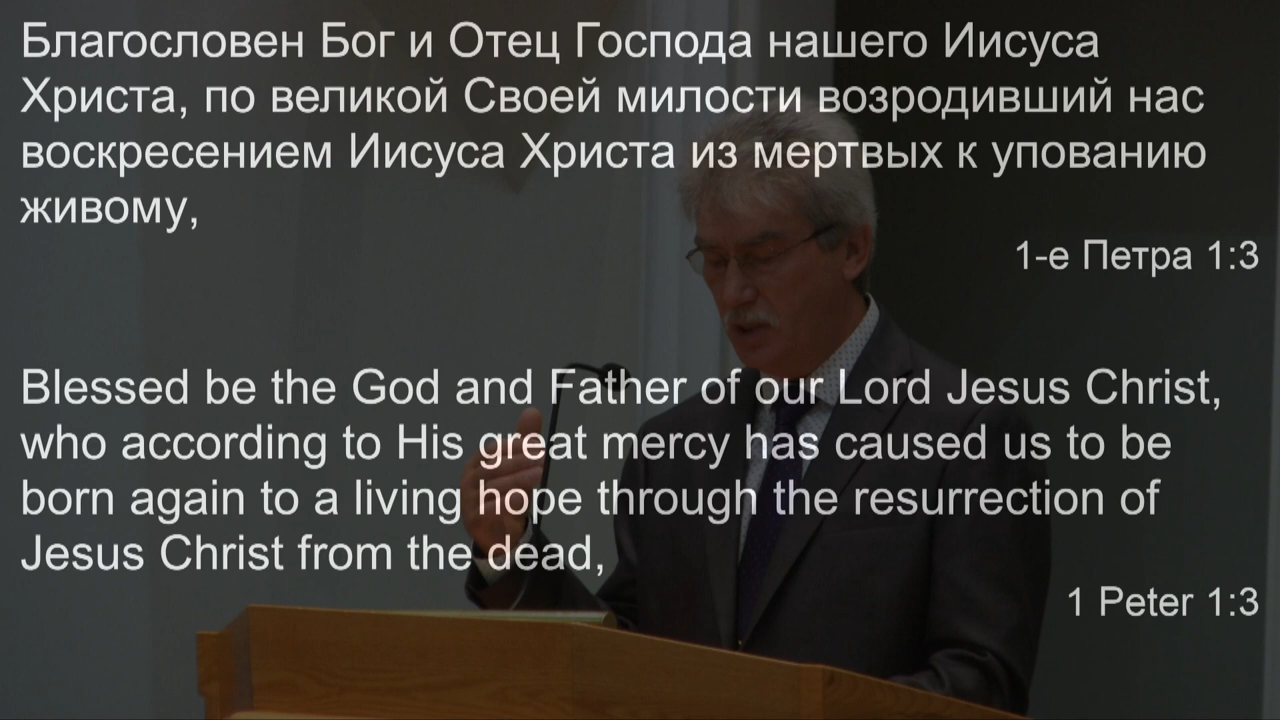 Благословен Бог и Отец Господа нашего Иисуса
Христа, по великой Своей милости возродивший нас
воскресением Иисуса Христа из мертвых к упованию
живому,
1-е Петра 1:3
Blessed be the God and Father of our Lord Jesus Christ,
who according to His great mercy has caused us to be
born again to a living hope through the resurrection of
Jesus Christ from the dead,
1 Peter 1:3